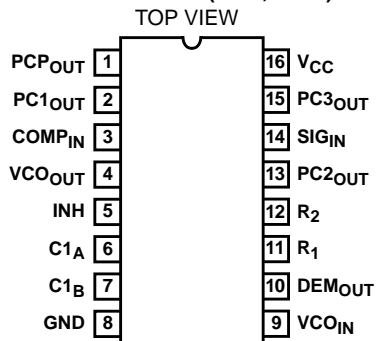 TOP VIEW
PCP_OUT 1 16 V_CC
PC1_OUT 2 15 PC3_OUT
COMP_IN 3 14 SIG_IN
VCO_OUT 4 13 PC2_OUT
INH 5 12 R_2
C1_A 6 11 R_1
C1_B 7 10 DEM_OUT
GND 8 9 VCO_IN